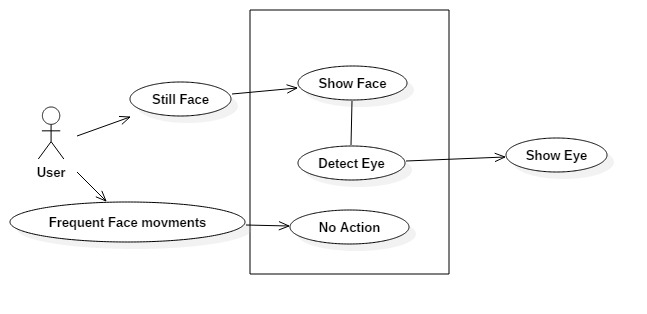 Show Face
Still Face
Show Eye
Detect Eye
User
Frequent Face movments
No Action